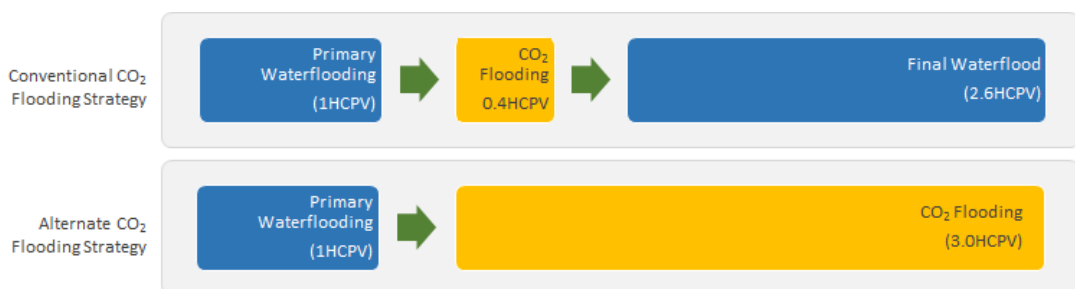 Conventional CO₂
Flooding Strategy
Primary
Waterflooding
(1HCPV)
CO₂
Flooding
0.4HCPV
Final Waterflood
(2.6HCPV)
Alternate CO₂
Flooding Strategy
Primary
Waterflooding
(1HCPV)
CO₂ Flooding
(3.0HCPV)